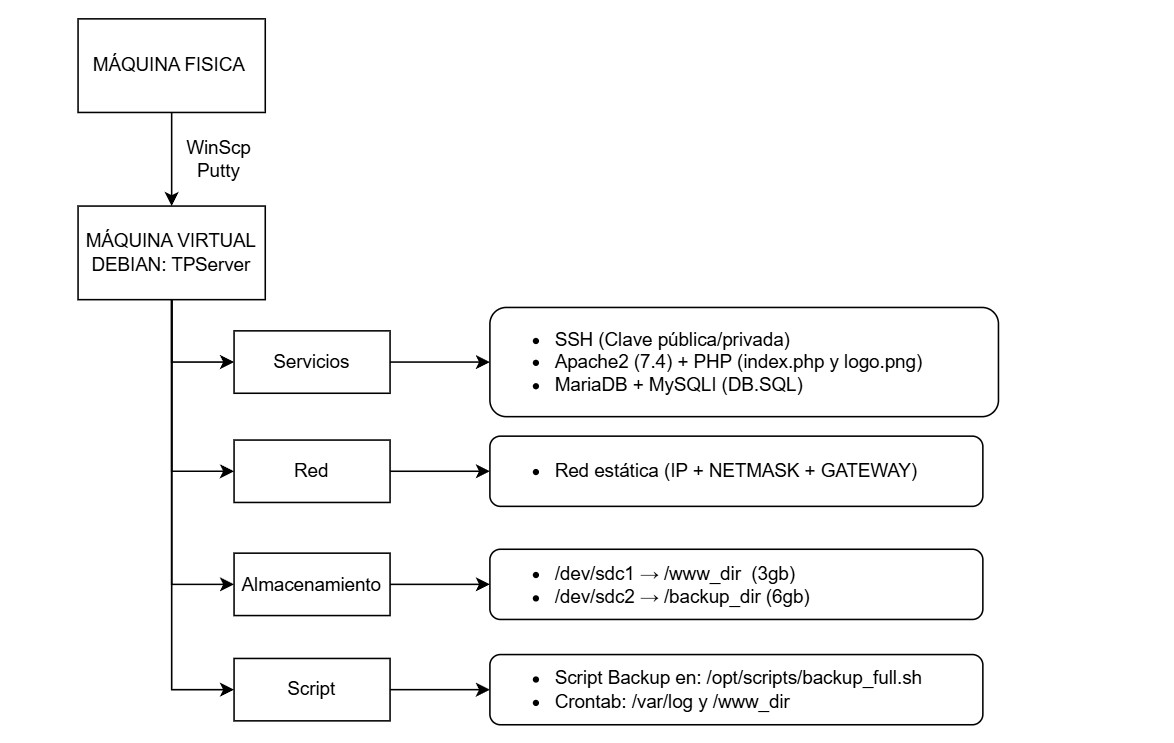 MÁQUINA FISICA
WinScp
Putty
MÁQUINA VIRTUAL
DEBIAN: TPServer
Servicios
• SSH (Clave pública/privada)
• Apache2 (7.4) + PHP (index.php y logo.png)
• MariaDB + MySQLI (DB.SQL)
Red
• Red estática (IP + NETMASK + GATEWAY)
Almacenamiento
• /dev/sdc1 → /www_dir (3gb)
• /dev/sdc2 → /backup_dir (6gb)
Script
• Script Backup en: /opt/scripts/backup_full.sh
• Crontab: /var/log y /www_dir